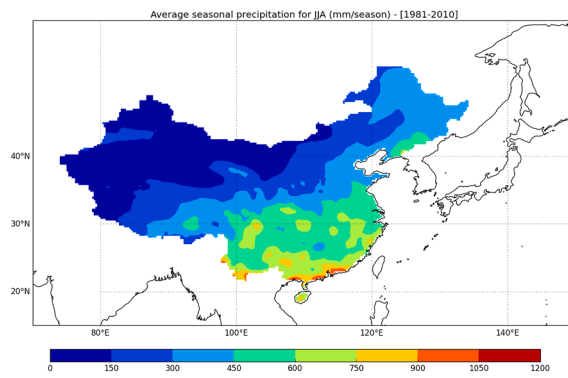 Average seasonal precipitation for JJA (mm/season) - [1981-2010]
40°N
30°N
20°N
80°E 100°E 120°E 140°E
0 150 300 450 600 750 900 1050 1200